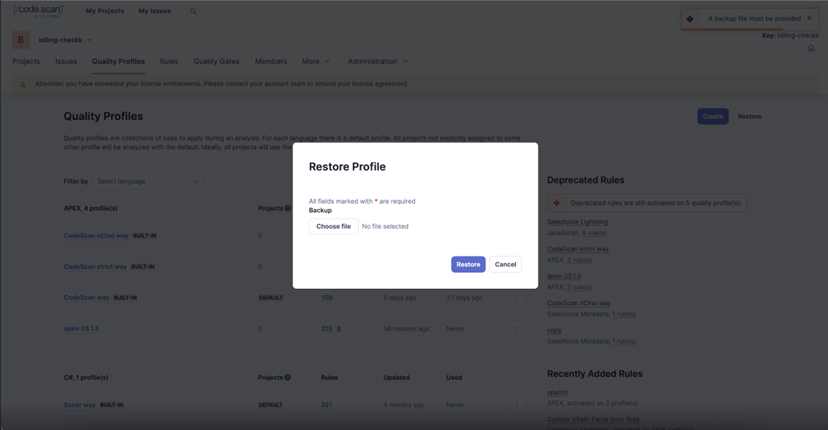 [code.scan]
My Projects
My Issues
A backup file must be provided
B
billing-checkk
Key: billing-checkk
Projects
Issues
Quality Profiles
Rules
Quality Gates
Members
More
Administration
Attention: you have exceeded your license entitlements. Please contact your account team to amend your license agreement.
Quality Profiles
Create
Restore
Quality profiles are collections of rules to apply during an analysis. For each language there is a default profile. All projects not explicitly assigned to some
other profile will be analyzed with the default. Ideally, all projects will use the
Filter by
Select language
APEX, 4 profile(s)
Projects
CodeScan nCino way BUILT-IN
0
CodeScan strict way BUILT-IN
0
CodeScan way BUILT-IN
DEFAULT
150
5 days ago
27 days ago
apex-25.1.5
0
215
58 minutes ago
Never
C#, 1 profile(s)
Projects
Rules
Updated
Used
Sonar way BUILT-IN
DEFAULT
321
4 months ago
Never
Restore Profile
All fields marked with * are required
Backup
Choose file
No file selected
Restore
Cancel
Deprecated Rules
Deprecated rules are still activated on 5 quality profile(s):
Salesforce Lightning
JavaScript, 6 rule(s)
CodeScan strict way
APEX, 3 rule(s)
apex-25.1.5
APEX, 3 rule(s)
CodeScan nCino way
Salesforce Metadata, 1 rule(s)
copy
Salesforce Metadata, 1 rule(s)
Recently Added Rules
xpathh
APEX, activated on 2 profile(s)
Custom XPath Parse Error Rule